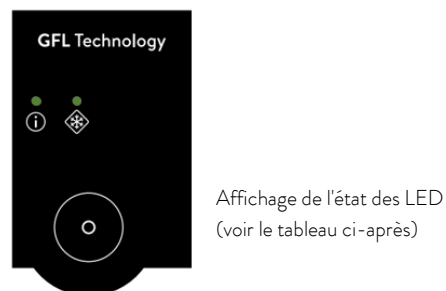 GFL Technology
Affichage de l'état des LED
(voir le tableau ci-après)